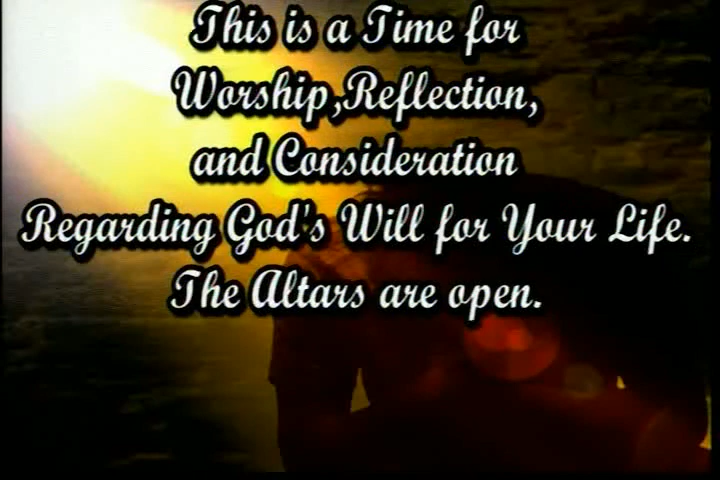 This is a Time for
Worship,Reflection,
and Consideration
Regarding God's Will for Your Life.
The Altars are open.